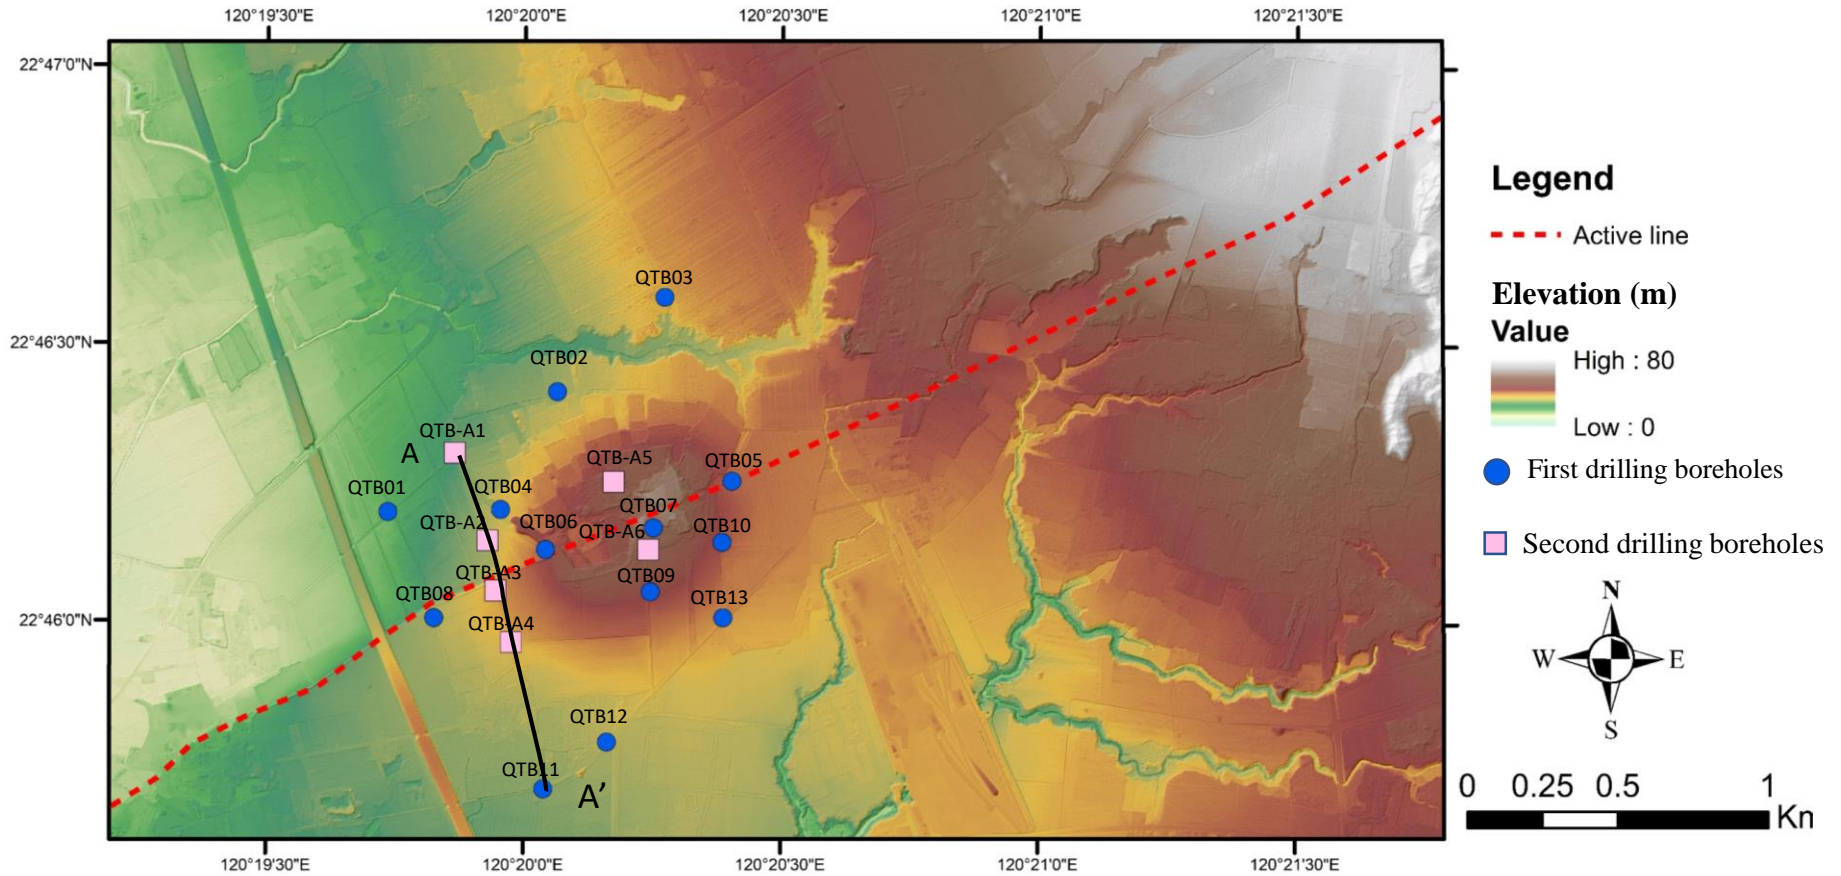 120°19'30"E 120°20'0"E 120°20'30"E 120°21'0"E 120°21'30"E
22°47'0"N
22°46'30"N
22°46'0"N
QTB03
QTB02
QTB-A1
A
QTB-A5
QTB05
QTB01
QTB04
QTB07
QTB-A2
QTB06
QTB-A6
QTB10
QTB-A3
QTB09
QTB08
QTB13
QTB-A4
QTB12
QTB11
A’
120°19'30"E 120°20'0"E 120°20'30"E 120°21'0"E 120°21'30"E
Legend
Active line
Elevation (m)
Value
High : 80
Low : 0
First drilling boreholes
Second drilling boreholes
N
W E
S
0 0.25 0.5 1
Kn